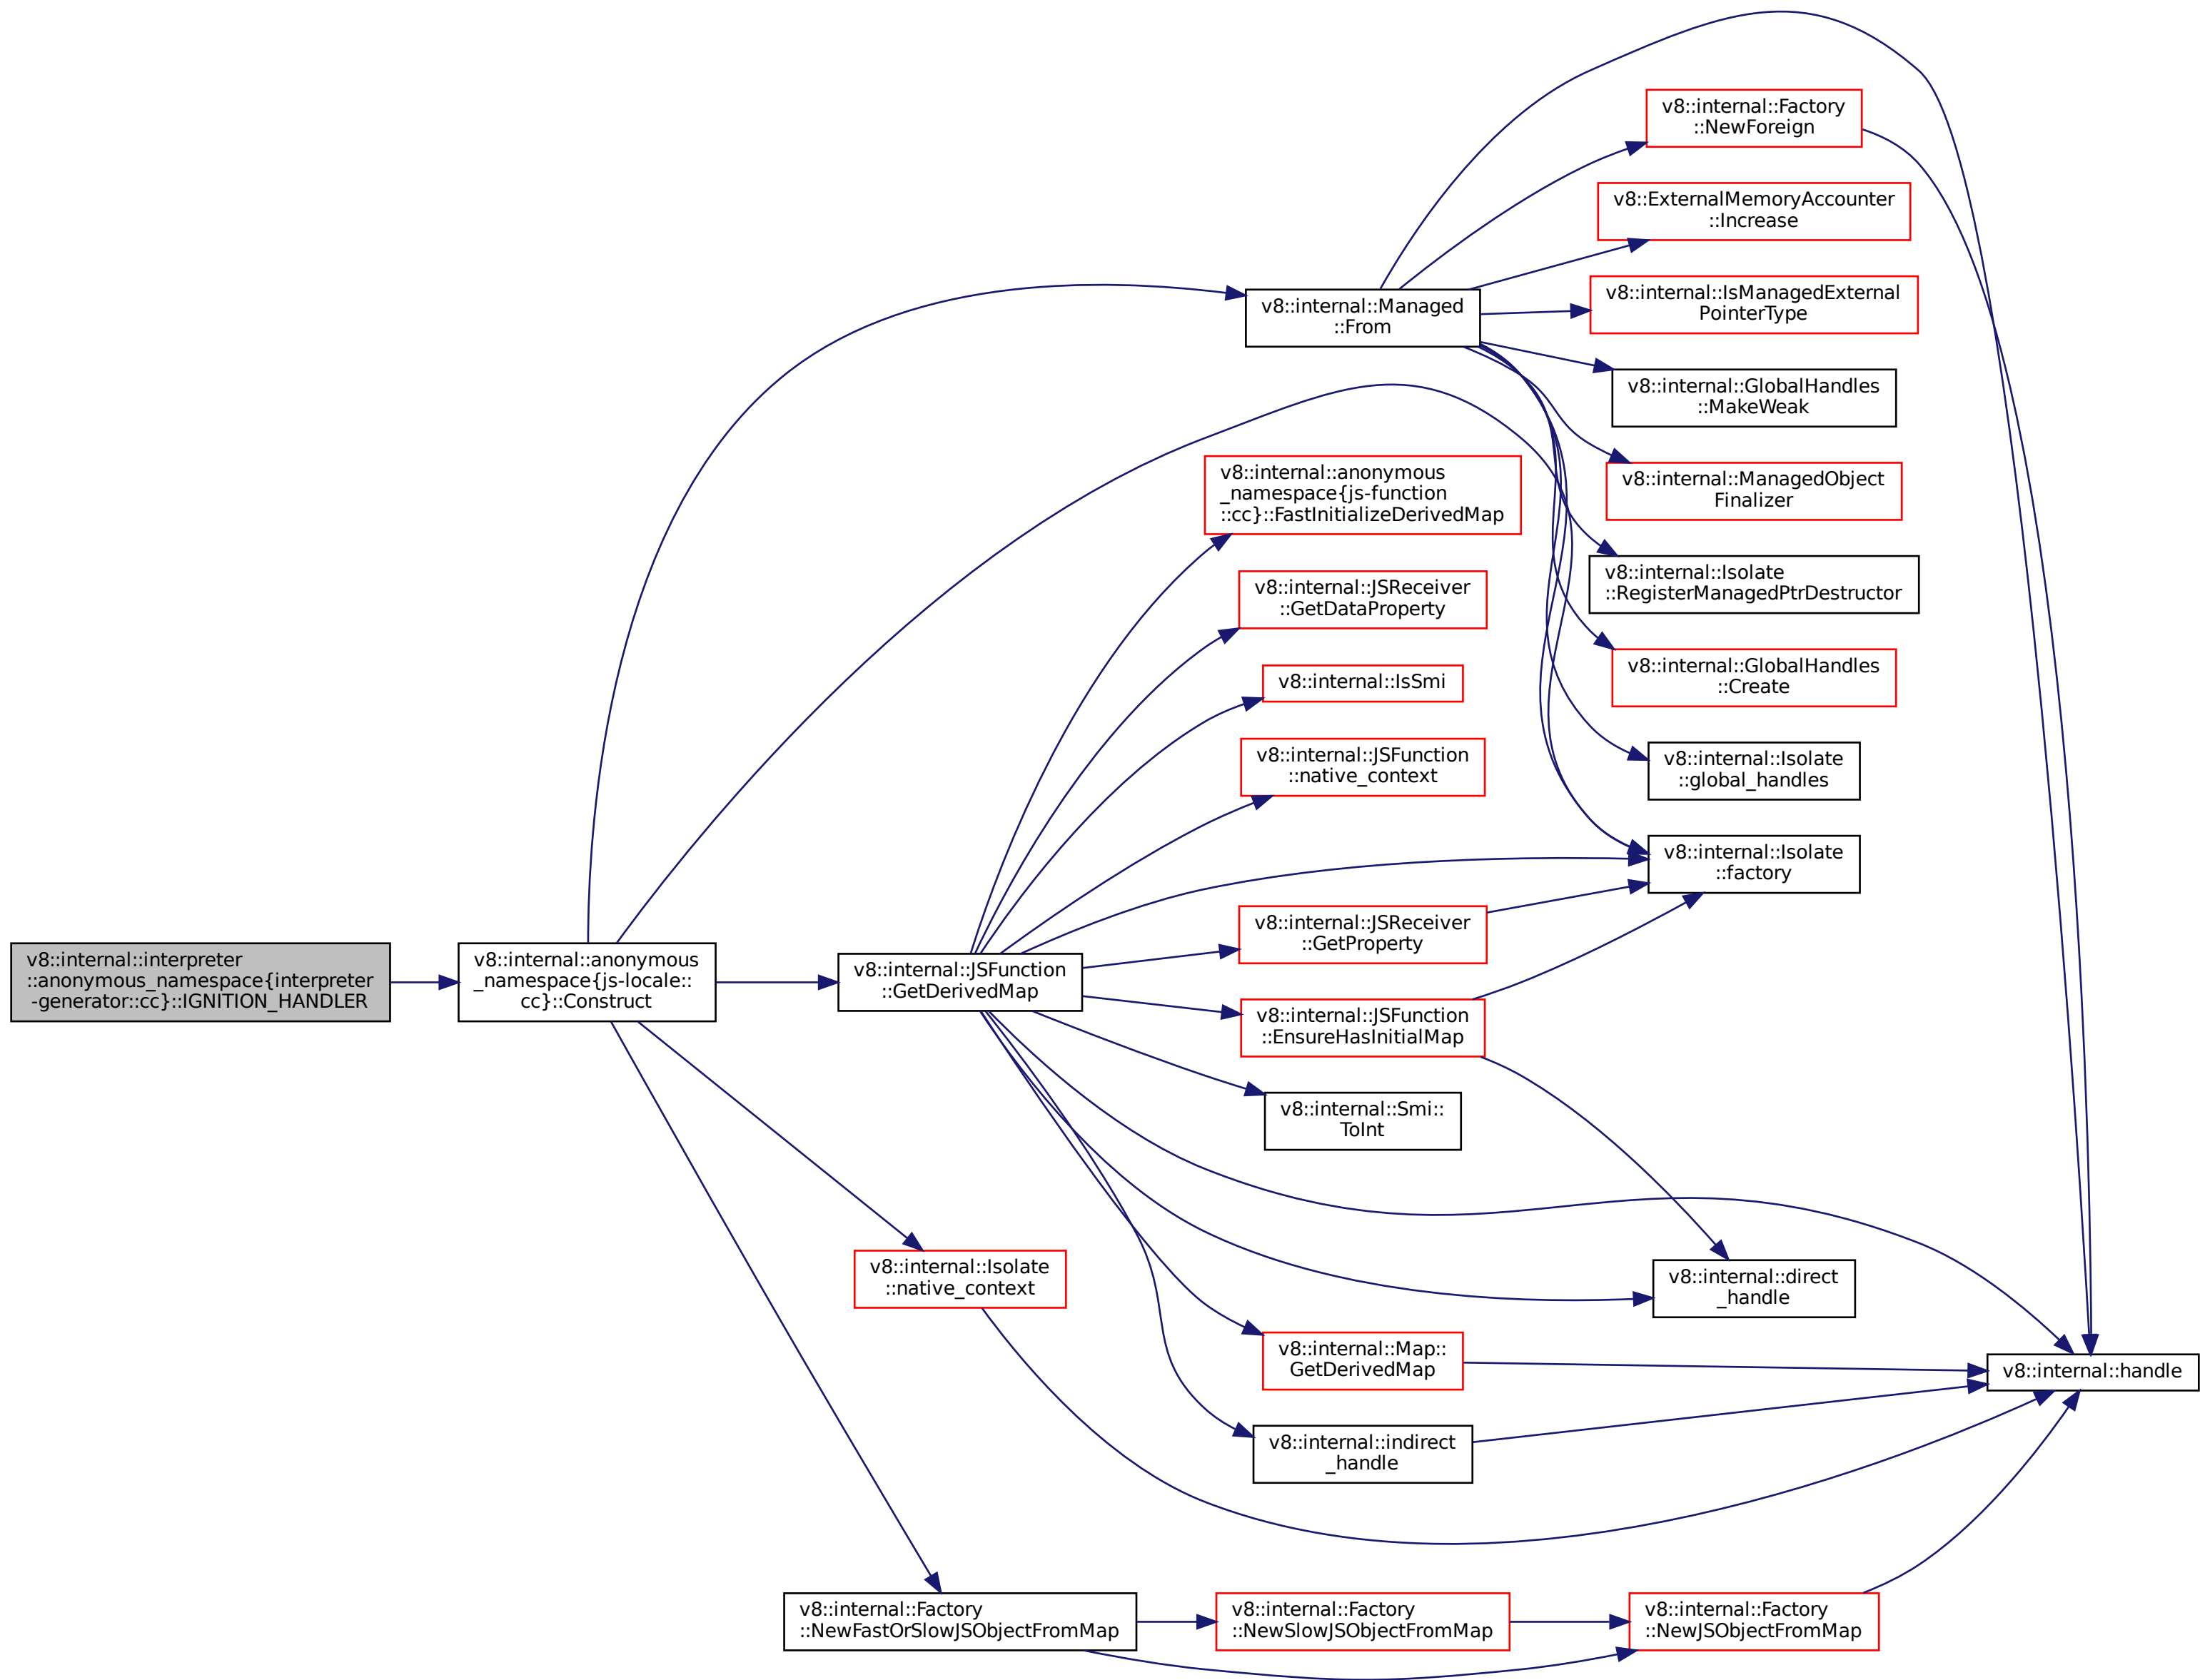 v8::internal::Factory
::NewForeign
v8::ExternalMemoryAccounter
::Increase
v8::internal::IsManagedExternal
PointerType
v8::internal::Managed
::From
v8::internal::GlobalHandles
::MakeWeak
v8::internal::ManagedObject
Finalizer
v8::internal::anonymous
_namespace{js-function
::cc}::FastInitializeDerivedMap
v8::internal::Isolate
::RegisterManagedPtrDestructor
v8::internal::JSReceiver
::GetDataProperty
v8::internal::IsSmi
v8::internal::GlobalHandles
::Create
v8::internal::JSFunction
::native_context
v8::internal::Isolate
::global_handles
v8::internal::Isolate
::factory
v8::internal::JSReceiver
::GetProperty
v8::internal::interpreter
::anonymous_namespace{interpreter
-generator::cc}::IGNITION_HANDLER
v8::internal::anonymous
_namespace{js-locale::
cc}::Construct
v8::internal::JSFunction
::GetDerivedMap
v8::internal::JSFunction
::EnsureHasInitialMap
v8::internal::Smi::
ToInt
v8::internal::Isolate
::native_context
v8::internal::direct
_handle
v8::internal::Map::
GetDerivedMap
v8::internal::handle
v8::internal::indirect
_handle
v8::internal::Factory
::NewFastOrSlowJSObjectFromMap
v8::internal::Factory
::NewSlowJSObjectFromMap
v8::internal::Factory
::NewJSObjectFromMap